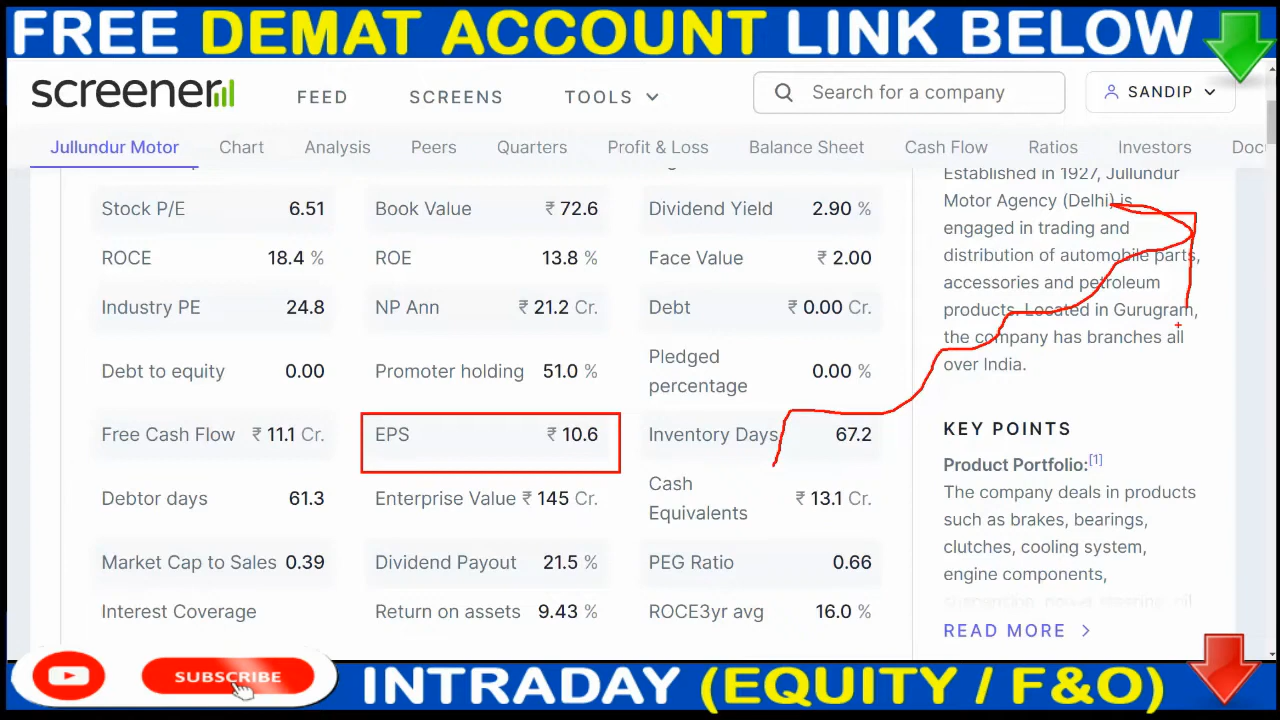 FREE DEMAT ACCOUNT LINK BELOW
screener
FEED SCREENS TOOLS
Search for a company
SANDIP
Jullundur Motor Chart Analysis Peers Quarters Profit & Loss Balance Sheet Cash Flow Ratios Investors Doc
Stock P/E 6.51 Book Value ₹ 72.6 Dividend Yield 2.90 %
ROCE 18.4 % ROE 13.8 % Face Value ₹ 2.00
Industry PE 24.8 NP Ann ₹ 21.2 Cr. Debt ₹ 0.00 Cr.
Debt to equity 0.00 Promoter holding 51.0 % Pledged percentage 0.00 %
Free Cash Flow ₹ 11.1 Cr. EPS ₹ 10.6 Inventory Days 67.2
Debtor days 61.3 Enterprise Value ₹ 145 Cr. Cash Equivalents ₹ 13.1 Cr.
Market Cap to Sales 0.39 Dividend Payout 21.5 % PEG Ratio 0.66
Interest Coverage Return on assets 9.43 % ROCE3yr avg 16.0 %
Established in 1927, Jullundur
Motor Agency (Delhi) is
engaged in trading and
distribution of automobile parts,
accessories and petroleum
products. Located in Gurugram,
the company has branches all
over India.
KEY POINTS
Product Portfolio:[1]
The company deals in products
such as brakes, bearings,
clutches, cooling system,
engine components,
READ MORE
SUBSCRIBE
INTRADAY (EQUITY / F&O)